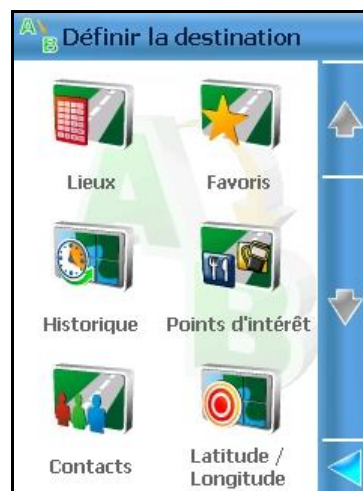 A B Définir la destination
Lieux Favoris
Historique Points d'intérêt
Contacts Latitude /
Longitude